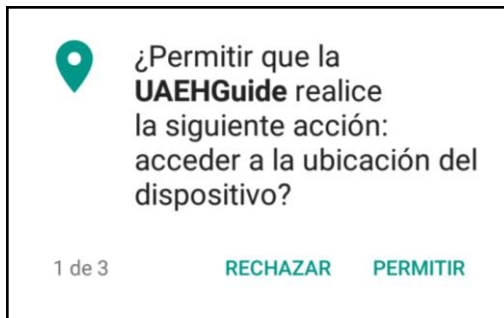 ¿Permitir que la
UAEHGuide realice
la siguiente acción:
acceder a la ubicación del
dispositivo?
1 de 3 RECHAZAR PERMITIR